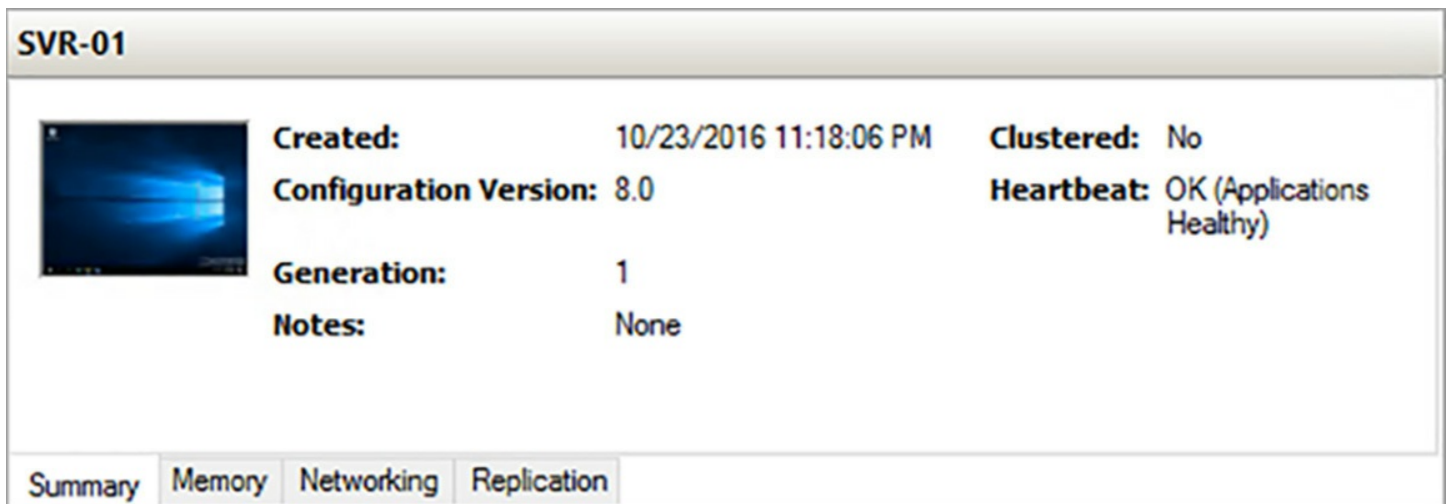 SVR-01
Created: 10/23/2016 11:18:06 PM Clustered: No
Configuration Version: 8.0 Heartbeat: OK (Applications
Healthy)
Generation: 1
Notes: None
Summary Memory Networking Replication